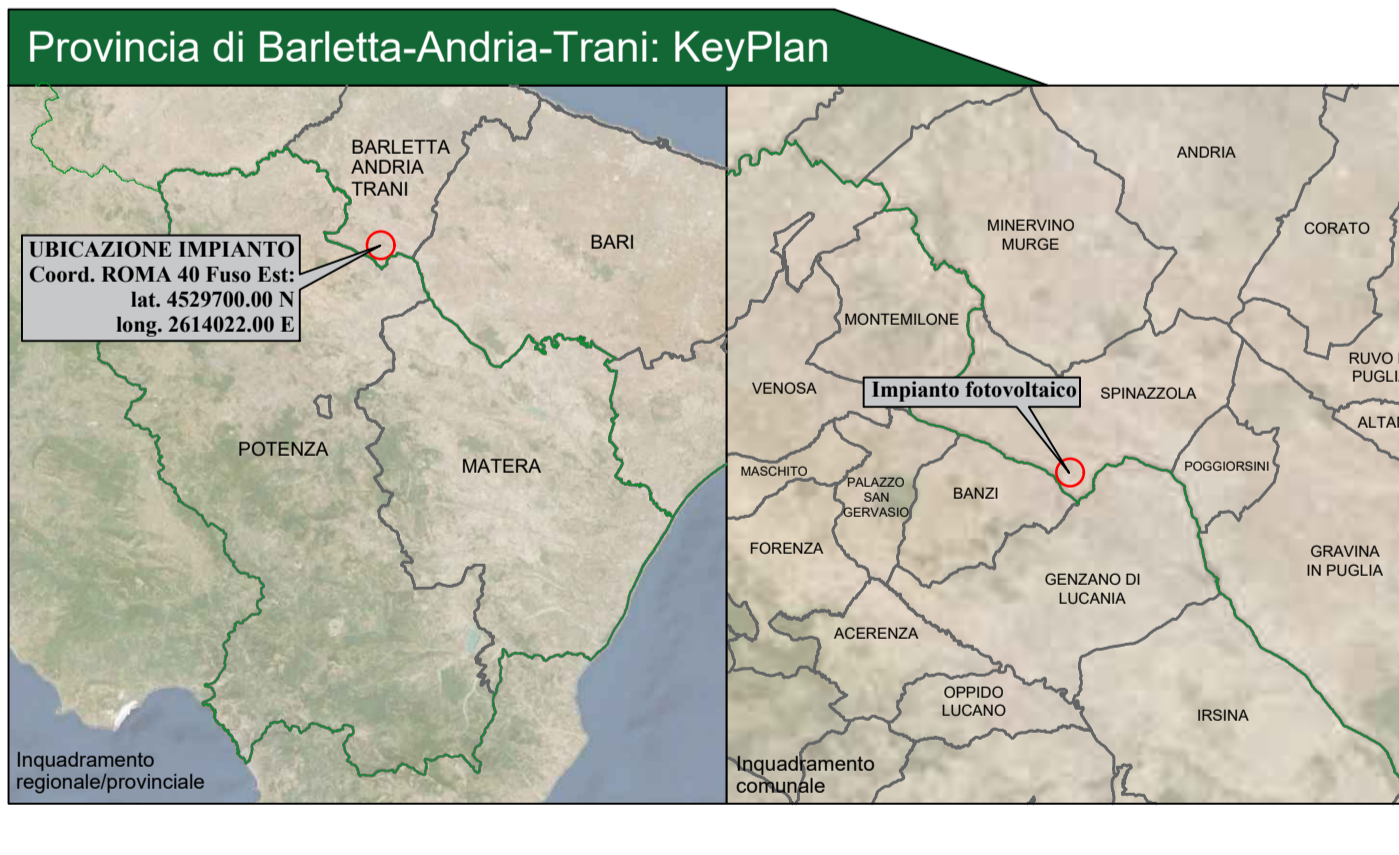 Provincia di Barletta-Andria-Trani: KeyPlan
BARLETTA
ANDRIA
TRANI
BARI
UBICAZIONE IMPIANTO
Coord. ROMA 40 Fuso Est:
lat. 4529700.00 N
long. 2614022.00 E
POTENZA
MATERA
Inquadramento
regionale/provinciale
ANDRIA
MINERVINO
MURGE
CORATO
MONTEMILONE
RUVO
PUGLI
VENOSA
Impianto fotovoltaico
SPINAZZOLA
ALTA
MASCHITO
PALAZZO
SAN
GERVASIO
BANZI
POGGIORSINI
FORENZA
GENZANO DI
LUCANIA
GRAVINA
IN PUGLIA
ACERENZA
OPPIDO
LUCANO
IRSINA
Inquadramento
comunale